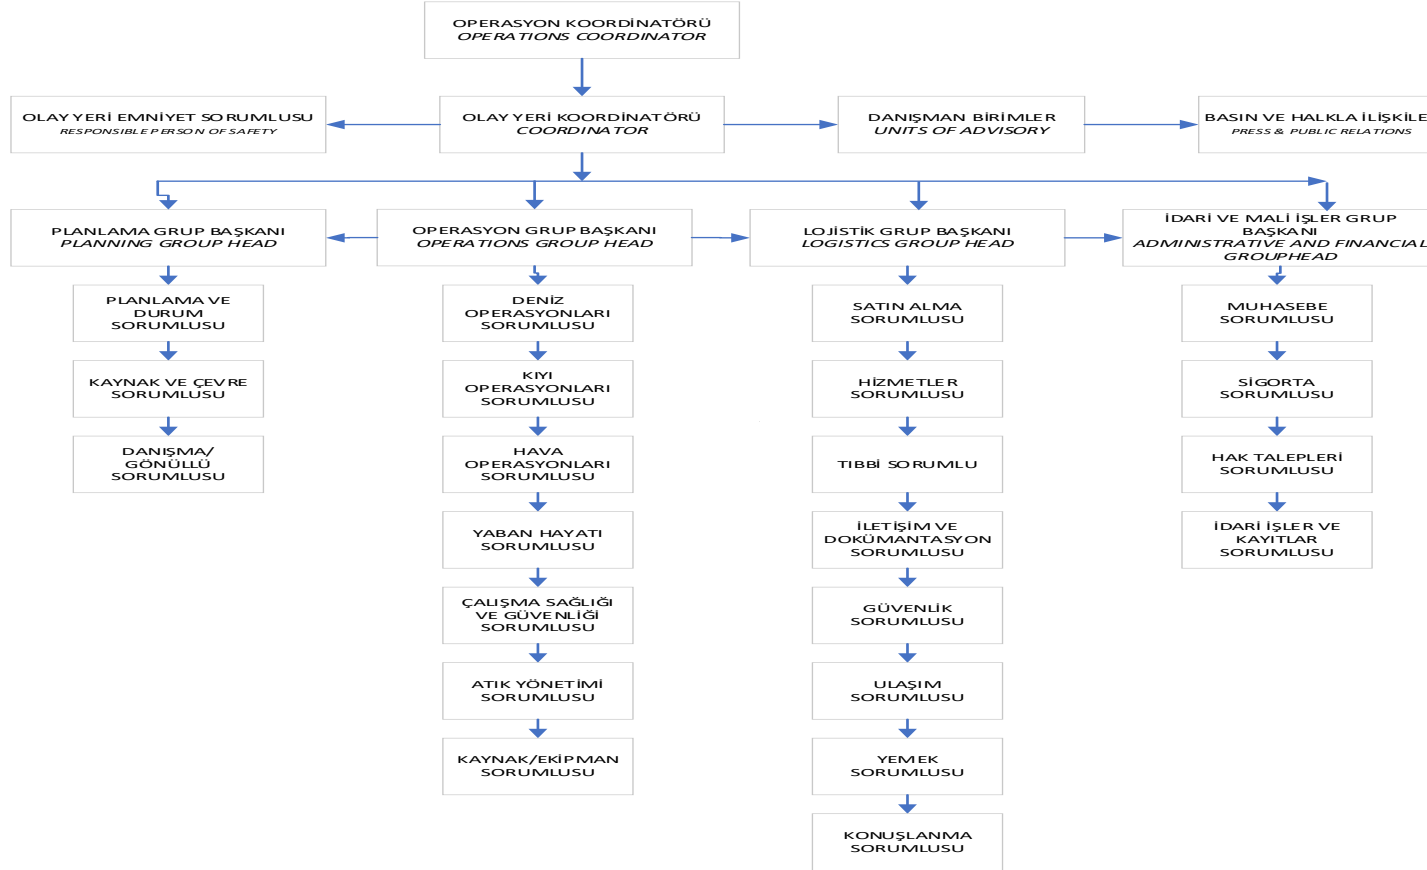 OPERASYON KOORDİNATÖRÜ
OPERATIONS COORDINATOR
OLAY YERİ EMNİYET SORUMLUSU
RESPONSIBLE PERSON OF SAFETY
OLAY YERİ KOORDİNATÖRÜ
COORDINATOR
DANIŞMAN BİRİMLER
UNITS OF ADVISORY
BASIN VE HALKLA İLİŞKİLE
PRESS & PUBLIC RELATIONS
PLANLAMA GRUP BAŞKANI
PLANNING GROUP HEAD
OPERASYON GRUP BAŞKANI
OPERATIONS GROUP HEAD
LOJİSTİK GRUP BAŞKANI
LOGISTICS GROUP HEAD
İDARİ VE MALİ İŞLER GRUP
BAŞKANI
ADMINISTRATIVE AND FINANCIAL
GROUPHEAD
PLANLAMA VE
DURUM
SORUMLUSU
KAYNAK VE ÇEVRE
SORUMLUSU
DANIŞMA/
GÖNÜLLÜ
SORUMLUSU
DENİZ
OPERASYONLARI
SORUMLUSU
KIYI
OPERASYONLARI
SORUMLUSU
HAVA
OPERASYONLARI
SORUMLUSU
YABAN HAYATI
SORUMLUSU
ÇALIŞMA SAĞLIĞI
VE GÜVENLİĞİ
SORUMLUSU
ATIK YÖNETİMİ
SORUMLUSU
KAYNAK/EKİPMAN
SORUMLUSU
SATIN ALMA
SORUMLUSU
HİZMETLER
SORUMLUSU
TIBBİ SORUMLU
İLETİŞİM VE
DOKÜMANTASYON
SORUMLUSU
GÜVENLİK
SORUMLUSU
ULAŞIM
SORUMLUSU
YEMEK
SORUMLUSU
KONUŞLANMA
SORUMLUSU
MUHASEBE
SORUMLUSU
SİGORTA
SORUMLUSU
HAK TALEPLERİ
SORUMLUSU
İDARİ İŞLER VE
KAYITLAR
SORUMLUSU